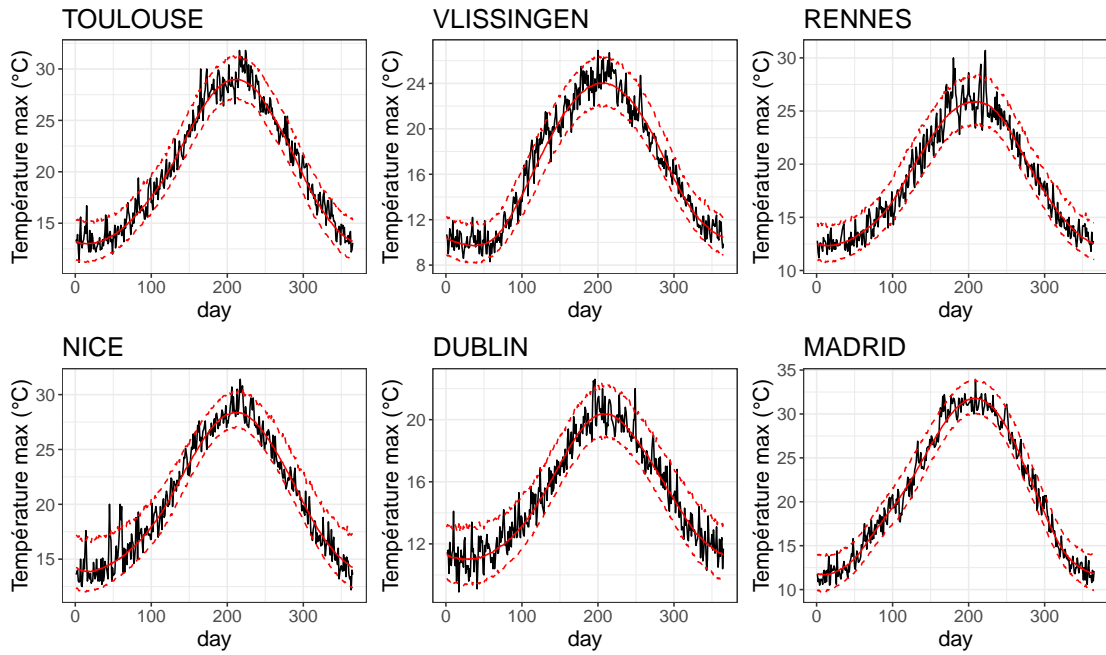 TOULOUSE
Température max (°C)
30
25
20
15
0 100 200 300
day
VLISSINGEN
Température max (°C)
24
20
16
12
8
0 100 200 300
day
RENNES
Température max (°C)
30
25
20
15
10
0 100 200 300
day
NICE
Température max (°C)
30
25
20
15
0 100 200 300
day
DUBLIN
Température max (°C)
20
16
12
0 100 200 300
day
MADRID
Température max (°C)
35
30
25
20
15
10
0 100 200 300
day